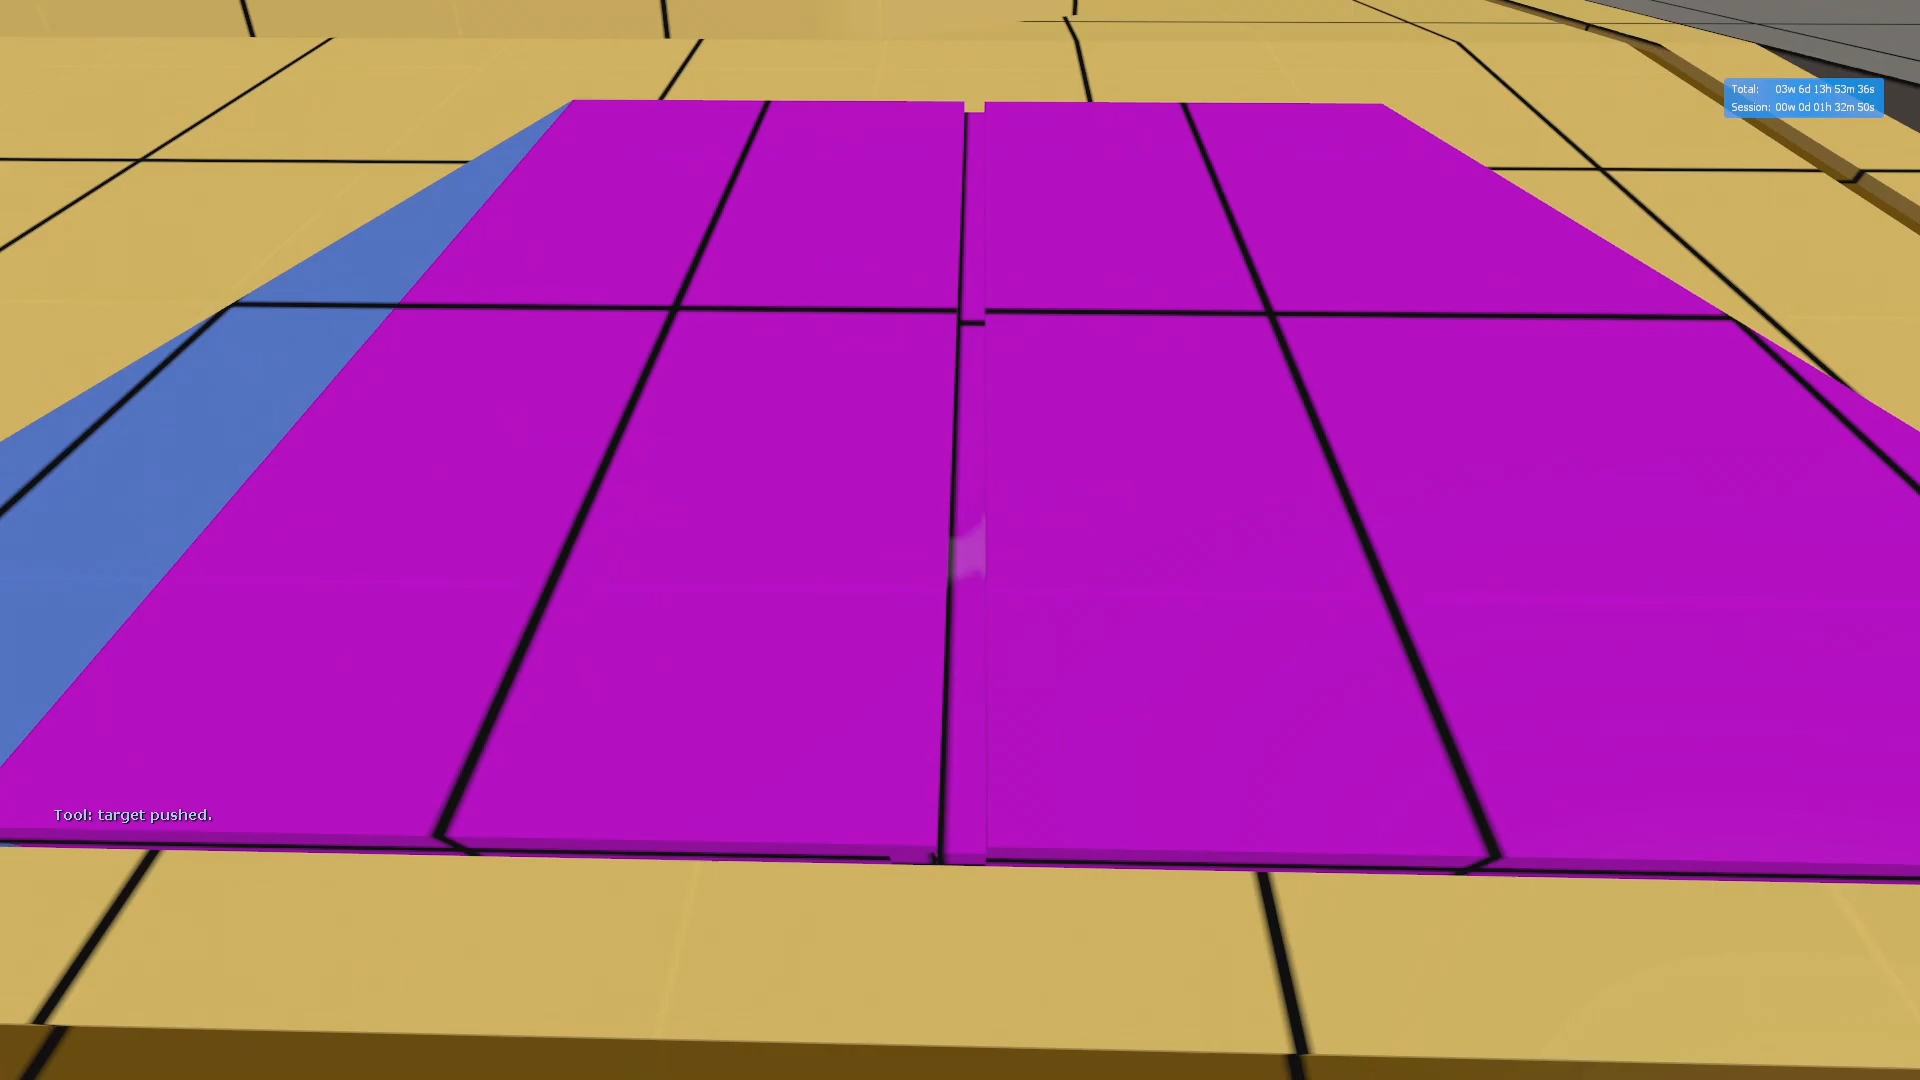 Total: 03w 6d 13h 53m 36s
Session: 00w 0d 01h 32m 50s
Tool: target pushed.